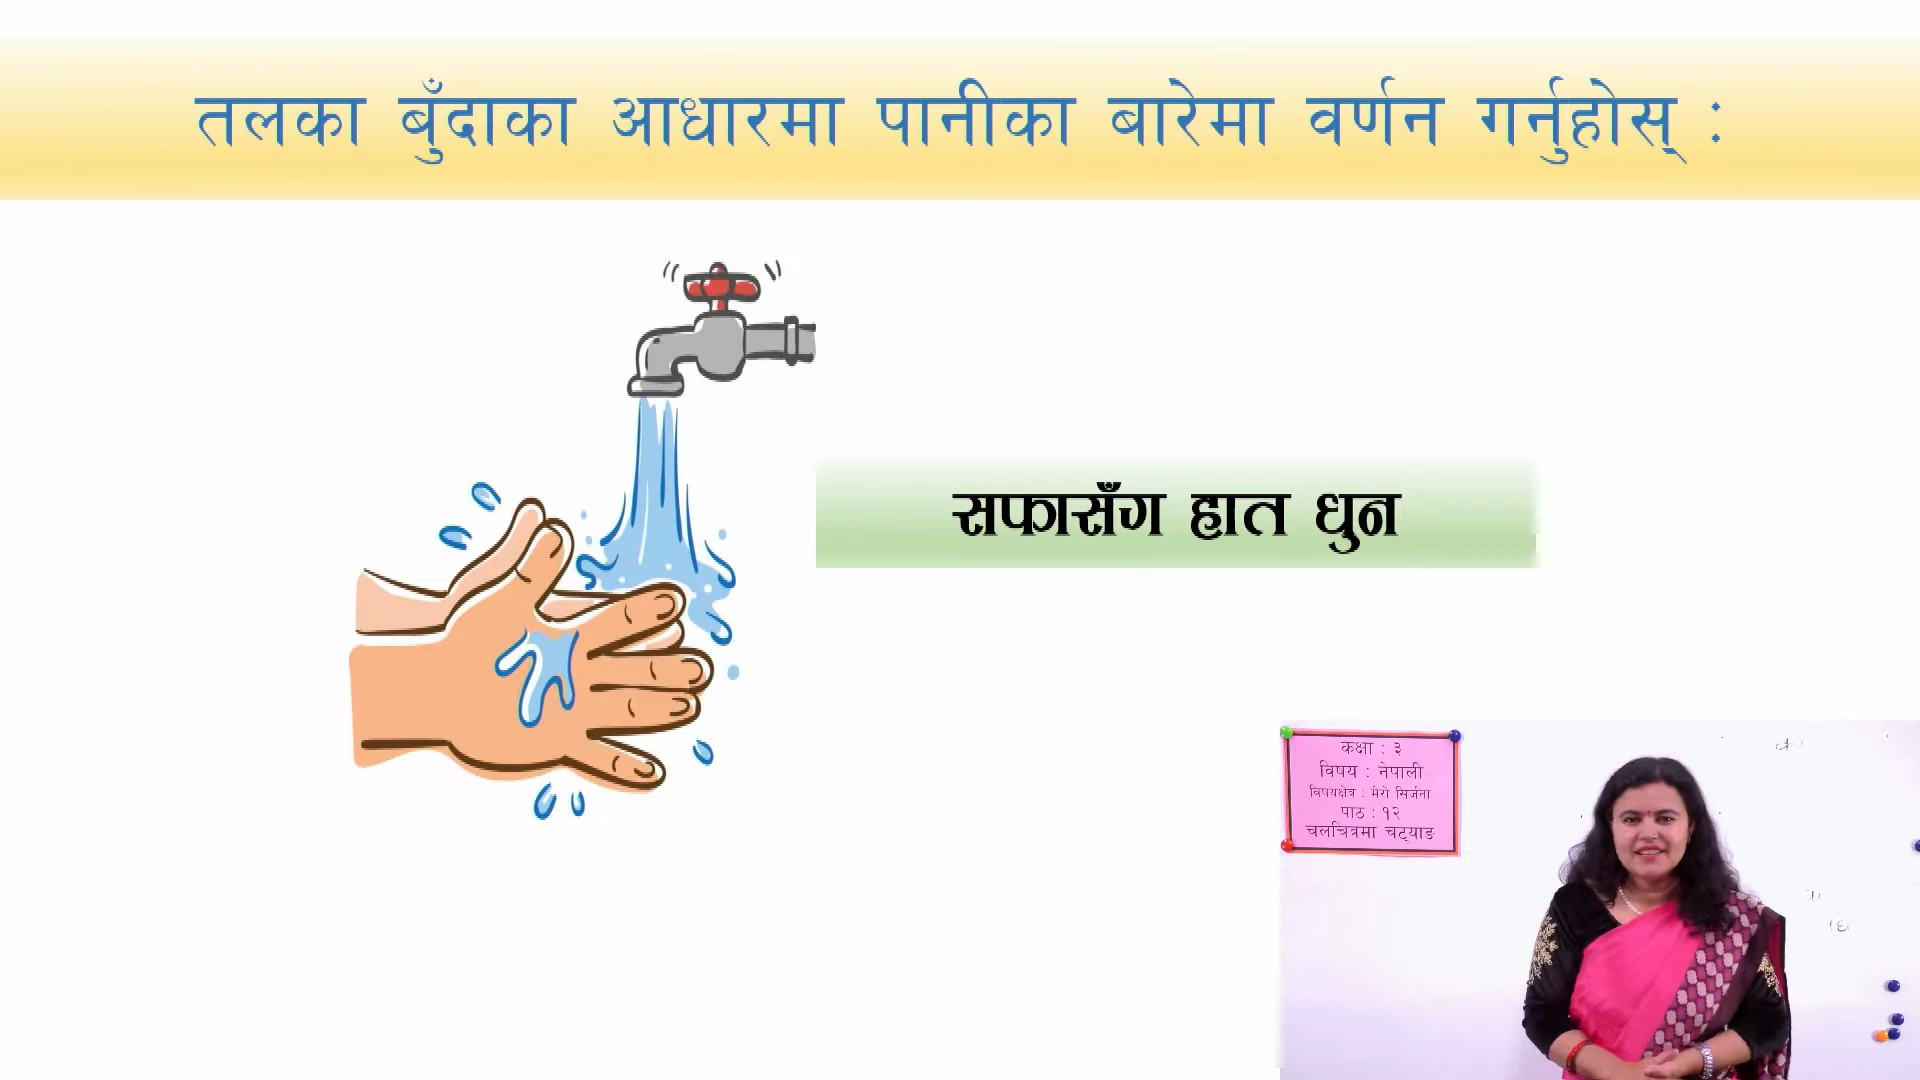 तलका बुँदाका आधारमा पानीका बारेमा वर्णन गर्नुहोस् :
सफासँग हात धुन
कक्षा : ३
विषय : नेपाली
विषयक्षेत्र : मेरो सिर्जना
पाठ : १२
चलचित्रमा चट्याङ